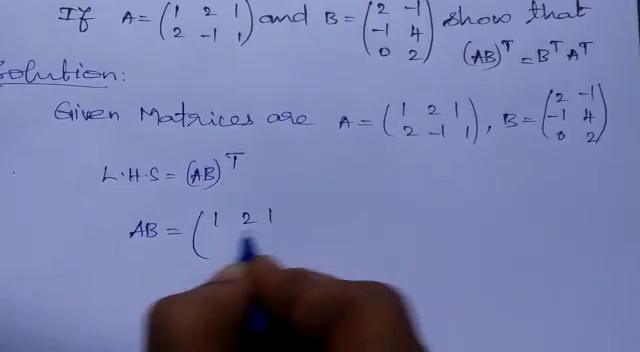 If A = ( 1 2 1 2 -1 1 ) and B = ( 2 -1 -1 4 0 2 ) show that
(AB)^T = B^T A^T
Solution:
Given Matrices are A = ( 1 2 1 2 -1 1 ), B = ( 2 -1 -1 4 0 2 )
L.H.S = (AB)^T
AB = ( 1 2 1